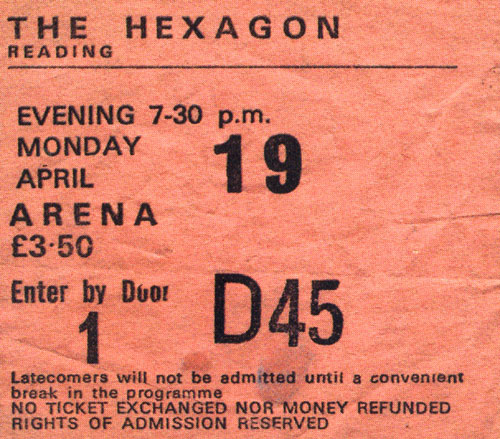 THE HEXAGON
READING
EVENING 7-30 p.m.
MONDAY 19
APRIL
ARENA
£3·50
Enter by Door
1 D45
Latecomers will not be admitted until a convenient
break in the programme
NO TICKET EXCHANGED NOR MONEY REFUNDED
RIGHTS OF ADMISSION RESERVED